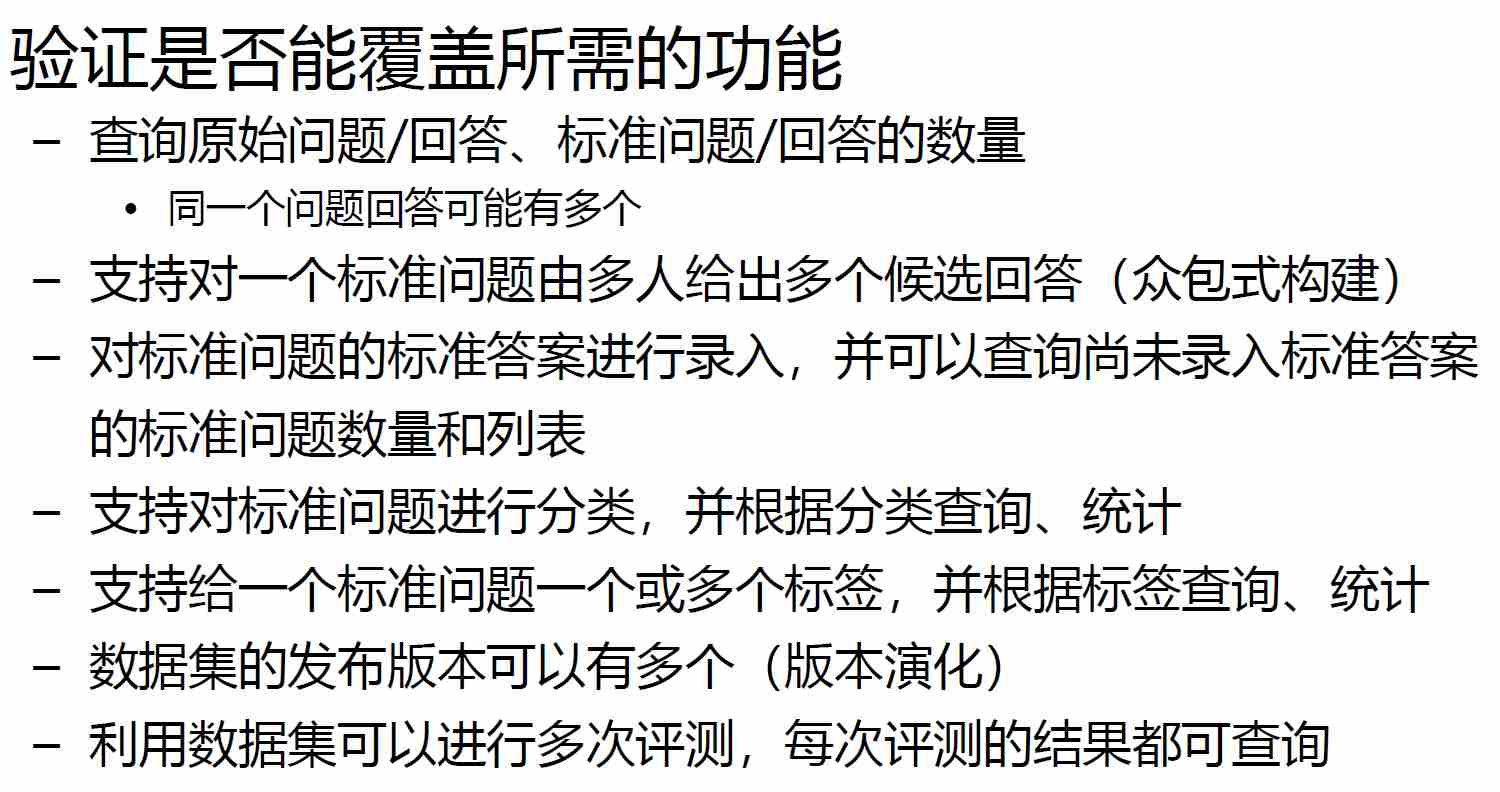 验证是否能覆盖所需的功能
– 查询原始问题/回答、标准问题/回答的数量
• 同一个问题回答可能有多个
– 支持对一个标准问题由多人给出多个候选回答（众包式构建）
– 对标准问题的标准答案进行录入，并可以查询尚未录入标准答案
的标准问题数量和列表
– 支持对标准问题进行分类，并根据分类查询、统计
– 支持给一个标准问题一个或多个标签，并根据标签查询、统计
– 数据集的发布版本可以有多个（版本演化）
– 利用数据集可以进行多次评测，每次评测的结果都可查询